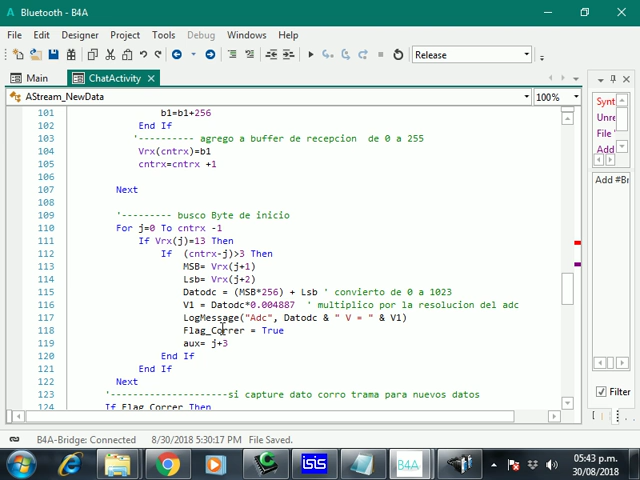 Bluetooth - B4A
File Edit Designer Project Tools Debug Windows Help
Release
Main ChatActivity
AStream_NewData 100%
101 b1=b1+256
102 End If
103 '---------- agrego a buffer de recepcion de 0 a 255
104 Vrx(cntrx)=b1
105 cntrx=cntrx +1
106
107 Next
108
109 '--------- busco Byte de inicio
110 For j=0 To cntrx -1
111 If Vrx(j)=13 Then
112 If (cntrx-j)>3 Then
113 MSB= Vrx(j+1)
114 Lsb= Vrx(j+2)
115 Datodc = (MSB*256) + Lsb ' convierto de 0 a 1023
116 V1 = Datodc*0.004887 ' multiplico por la resolucion del adc
117 LogMessage("Adc", Datodc & " V = " & V1)
118 Flag_Correr = True
119 aux= j+3
120 End If
121 End If
122 Next
123 '---------------------si capture dato corro trama para nuevos datos
124 If Flag_Correr Then
Synt
Unre
File
Add
Add #Br
Filter
B4A-Bridge: Connected 8/30/2018 5:30:17 PM File Saved.
isis
B4A
05:43 p.m.
30/08/2018